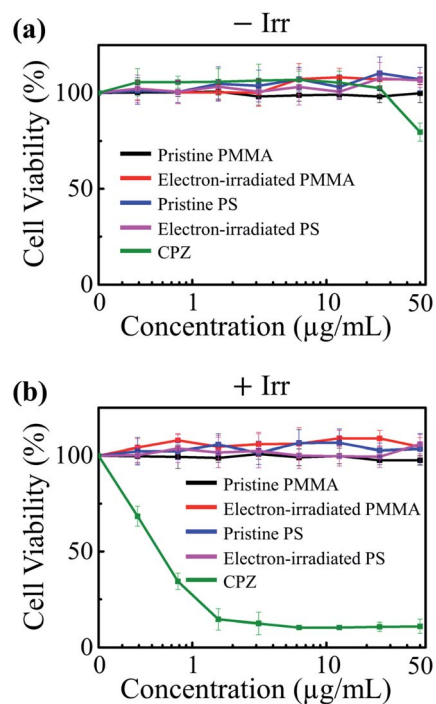 (a)
− Irr
Cell Viability (%)
100
50
0
Pristine PMMA
Electron-irradiated PMMA
Pristine PS
Electron-irradiated PS
CPZ
0 1 10 50
Concentration (µg/mL)
(b)
+ Irr
Cell Viability (%)
100
50
0
Pristine PMMA
Electron-irradiated PMMA
Pristine PS
Electron-irradiated PS
CPZ
0 1 10 50
Concentration (µg/mL)